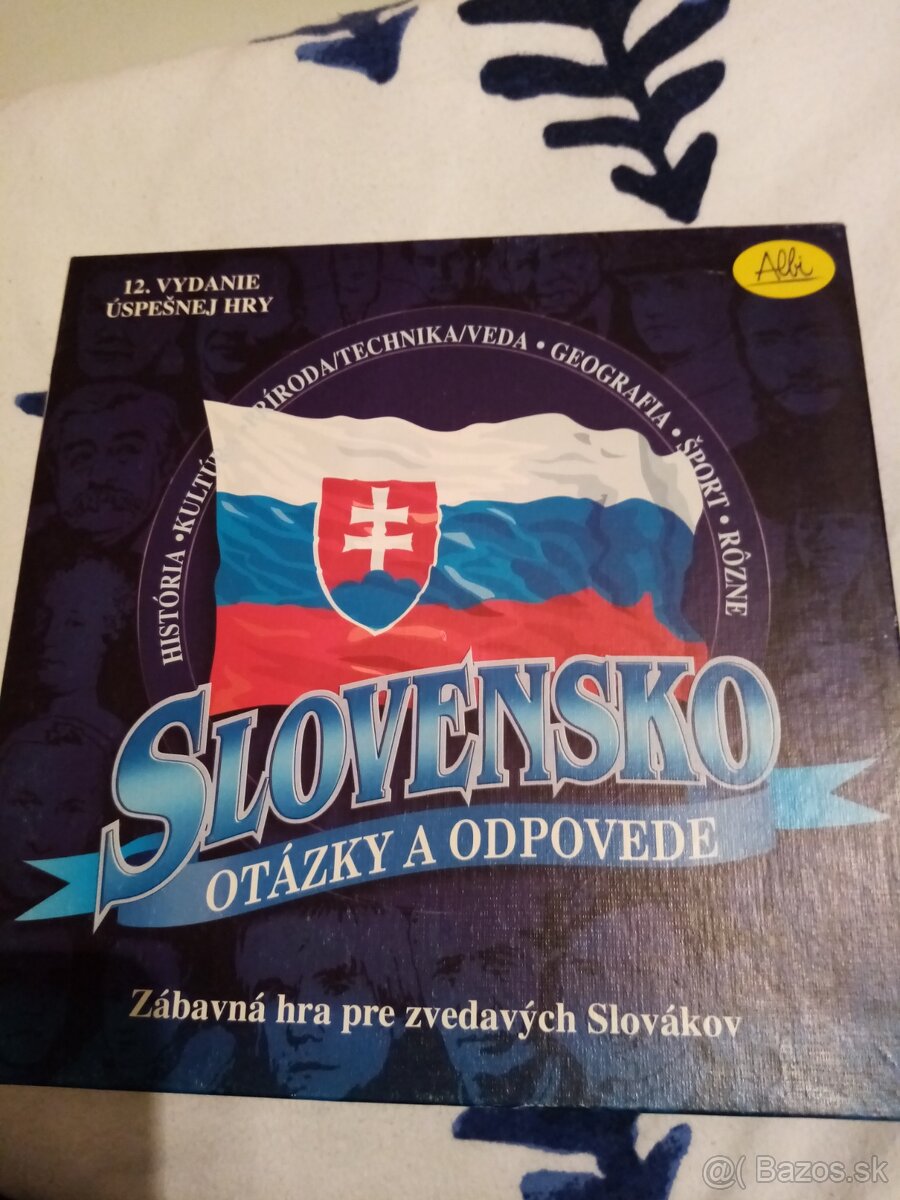 12. VYDANIE
ÚSPEŠNEJ HRY
Albi
HISTÓRIA • KULTÚ PRÍRODA/TECHNIKA/VEDA • GEOGRAFIA • ŠPORT • RÔZNE
SLOVENSKO
OTÁZKY A ODPOVEDE
Zábavná hra pre zvedavých Slovákov
@( Bazos.sk